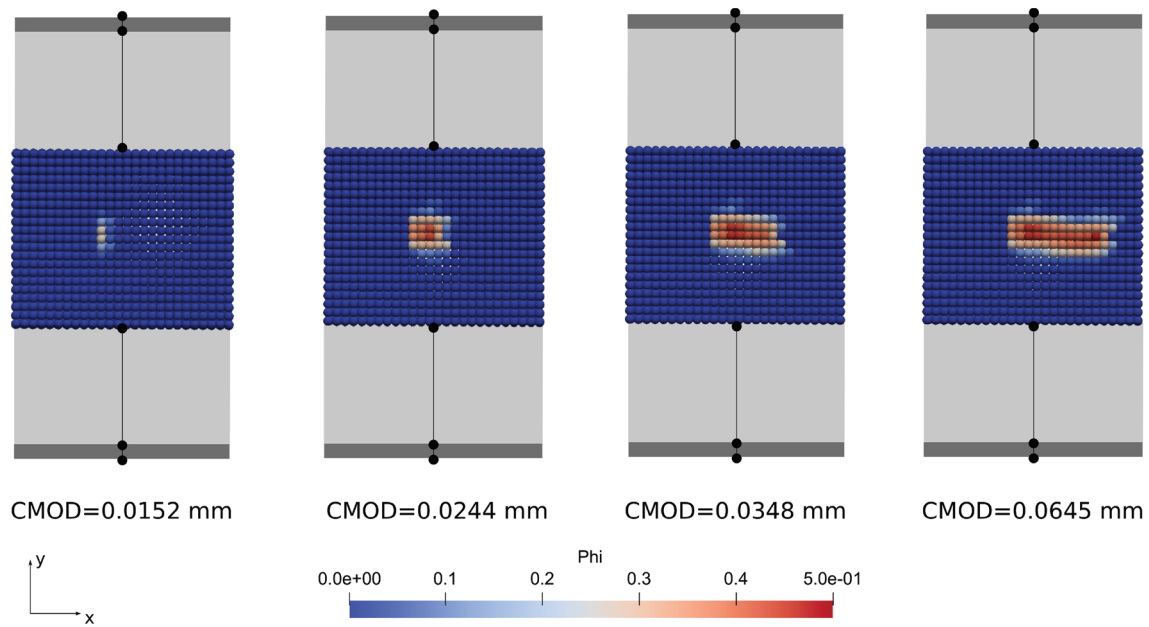 CMOD=0.0152 mm
CMOD=0.0244 mm
CMOD=0.0348 mm
CMOD=0.0645 mm
y
x
Phi
0.0e+00 0.1 0.2 0.3 0.4 5.0e-01